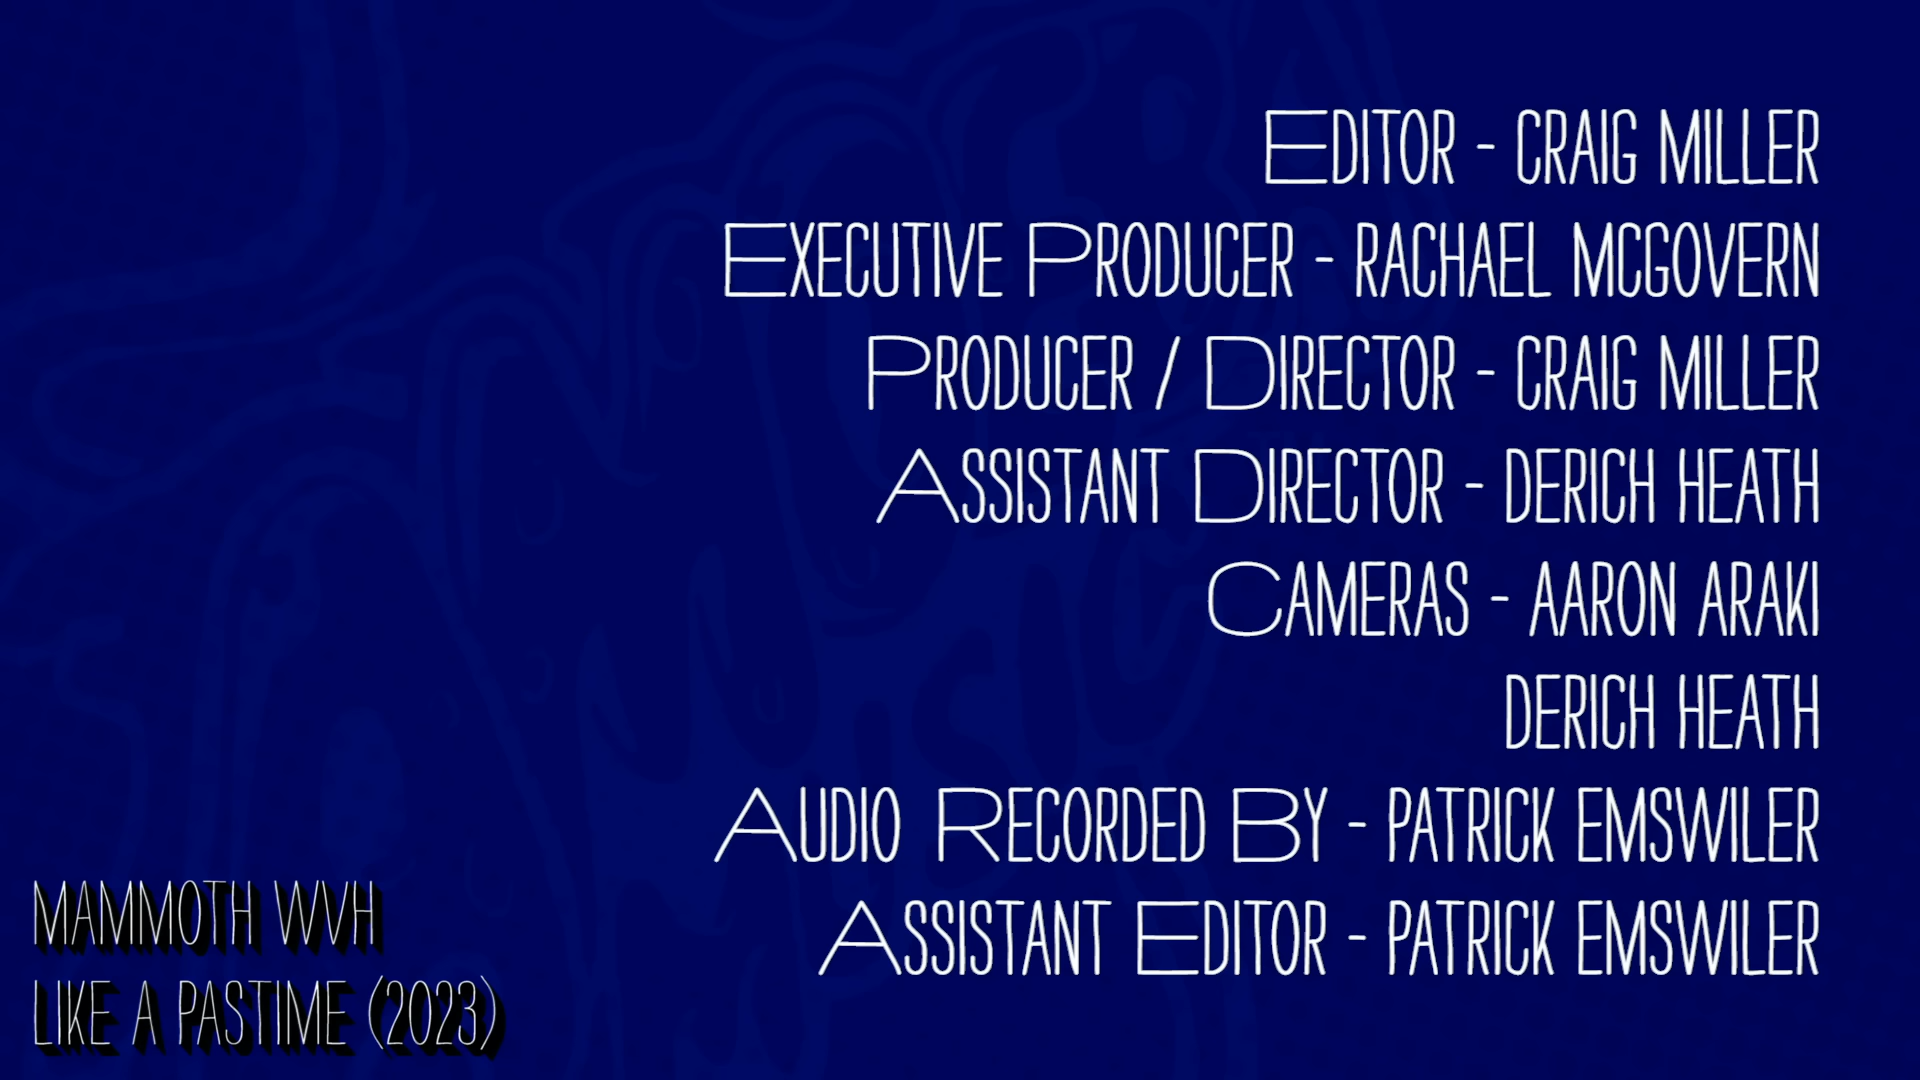 EDITOR - CRAIG MILLER
EXECUTIVE PRODUCER - RACHAEL MCGOVERN
PRODUCER / DIRECTOR - CRAIG MILLER
ASSISTANT DIRECTOR - DERICH HEATH
CAMERAS - AARON ARAKI
DERICH HEATH
AUDIO RECORDED BY - PATRICK EMSWILER
ASSISTANT EDITOR - PATRICK EMSWILER
MAMMOTH WVH
LIKE A PASTIME (2023)